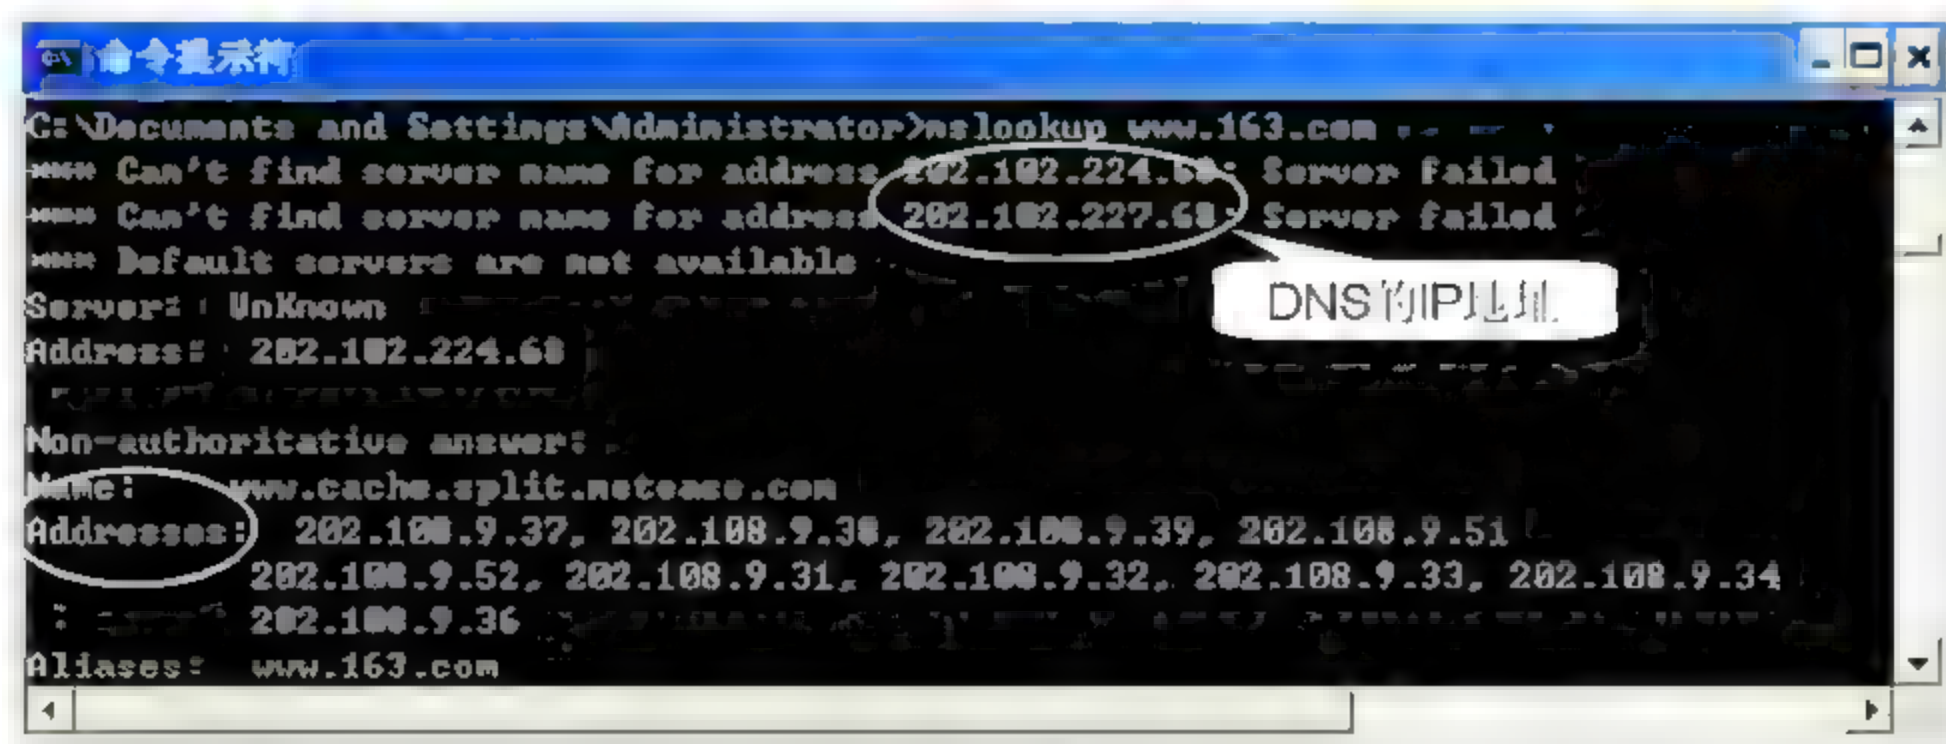 命令提示符
C:\Documents and Settings\Administrator>nslookup www.163.com
*** Can't find server name for address 202.102.224.68: Server failed
*** Can't find server name for address 202.102.227.68: Server failed
*** Default servers are not available
Server:  UnKnown
Address:  202.102.224.68
DNS的IP地址
Non-authoritative answer:
Name:    www.cache.split.netease.com
Addresses:  202.108.9.37, 202.108.9.38, 202.108.9.39, 202.108.9.51
202.108.9.52, 202.108.9.31, 202.108.9.32, 202.108.9.33, 202.108.9.34
202.108.9.36
Aliases:  www.163.com